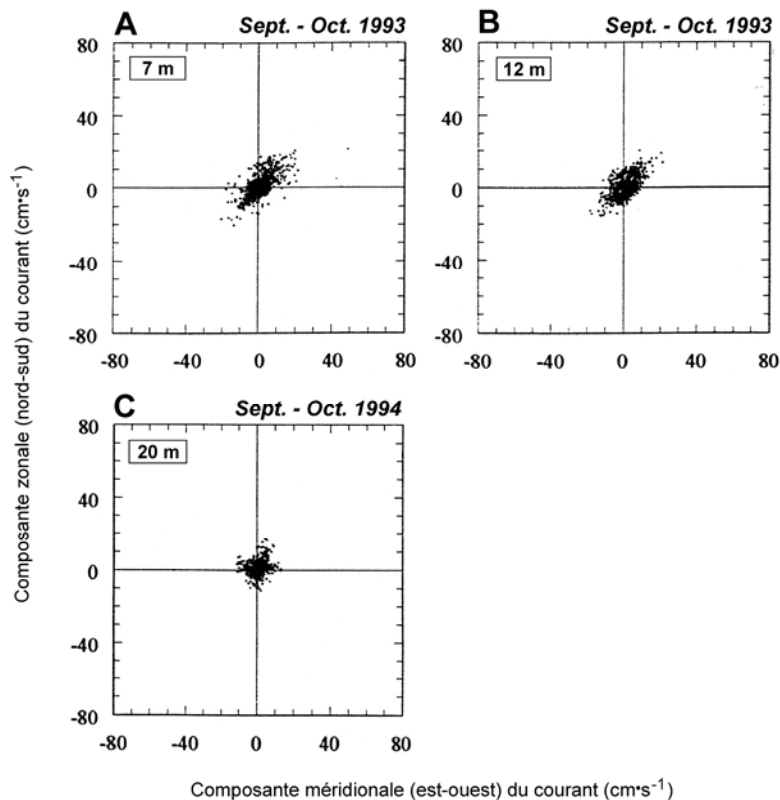 A Sept. - Oct. 1993
7 m
80
40
0
-40
-80
-80 -40 0 40 80
B Sept. - Oct. 1993
12 m
80
40
0
-40
-80
-80 -40 0 40 80
C Sept. - Oct. 1994
20 m
80
40
0
-40
-80
-80 -40 0 40 80
Composante zonale (nord-sud) du courant (cm•s⁻¹)
Composante méridionale (est-ouest) du courant (cm•s⁻¹)